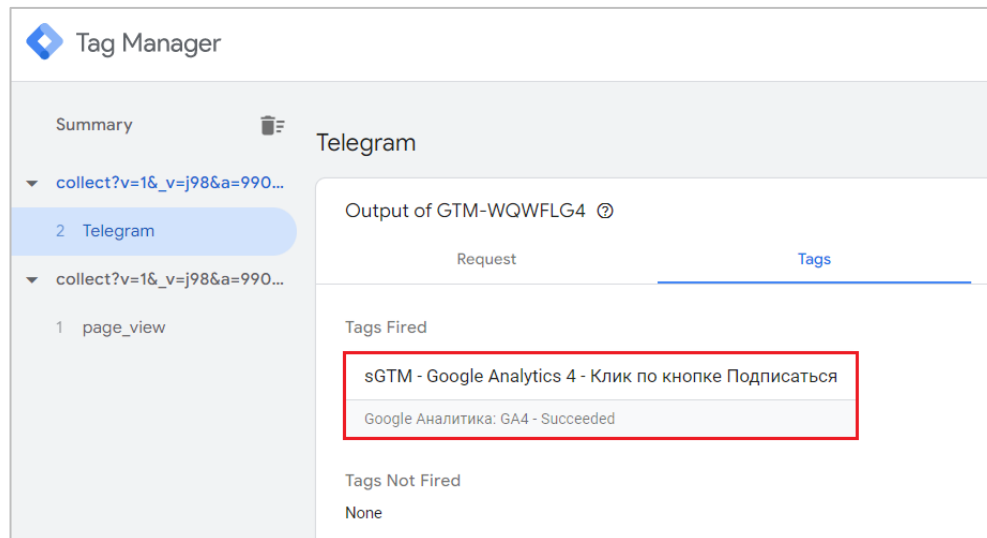 Tag Manager
Summary
collect?v=1&_v=j98&a=990...
2 Telegram
collect?v=1&_v=j98&a=990...
1 page_view
Telegram
Output of GTM-WQWFLG4
Request Tags
Tags Fired
sGTM - Google Analytics 4 - Клик по кнопке Подписаться
Google Аналитика: GA4 - Succeeded
Tags Not Fired
None